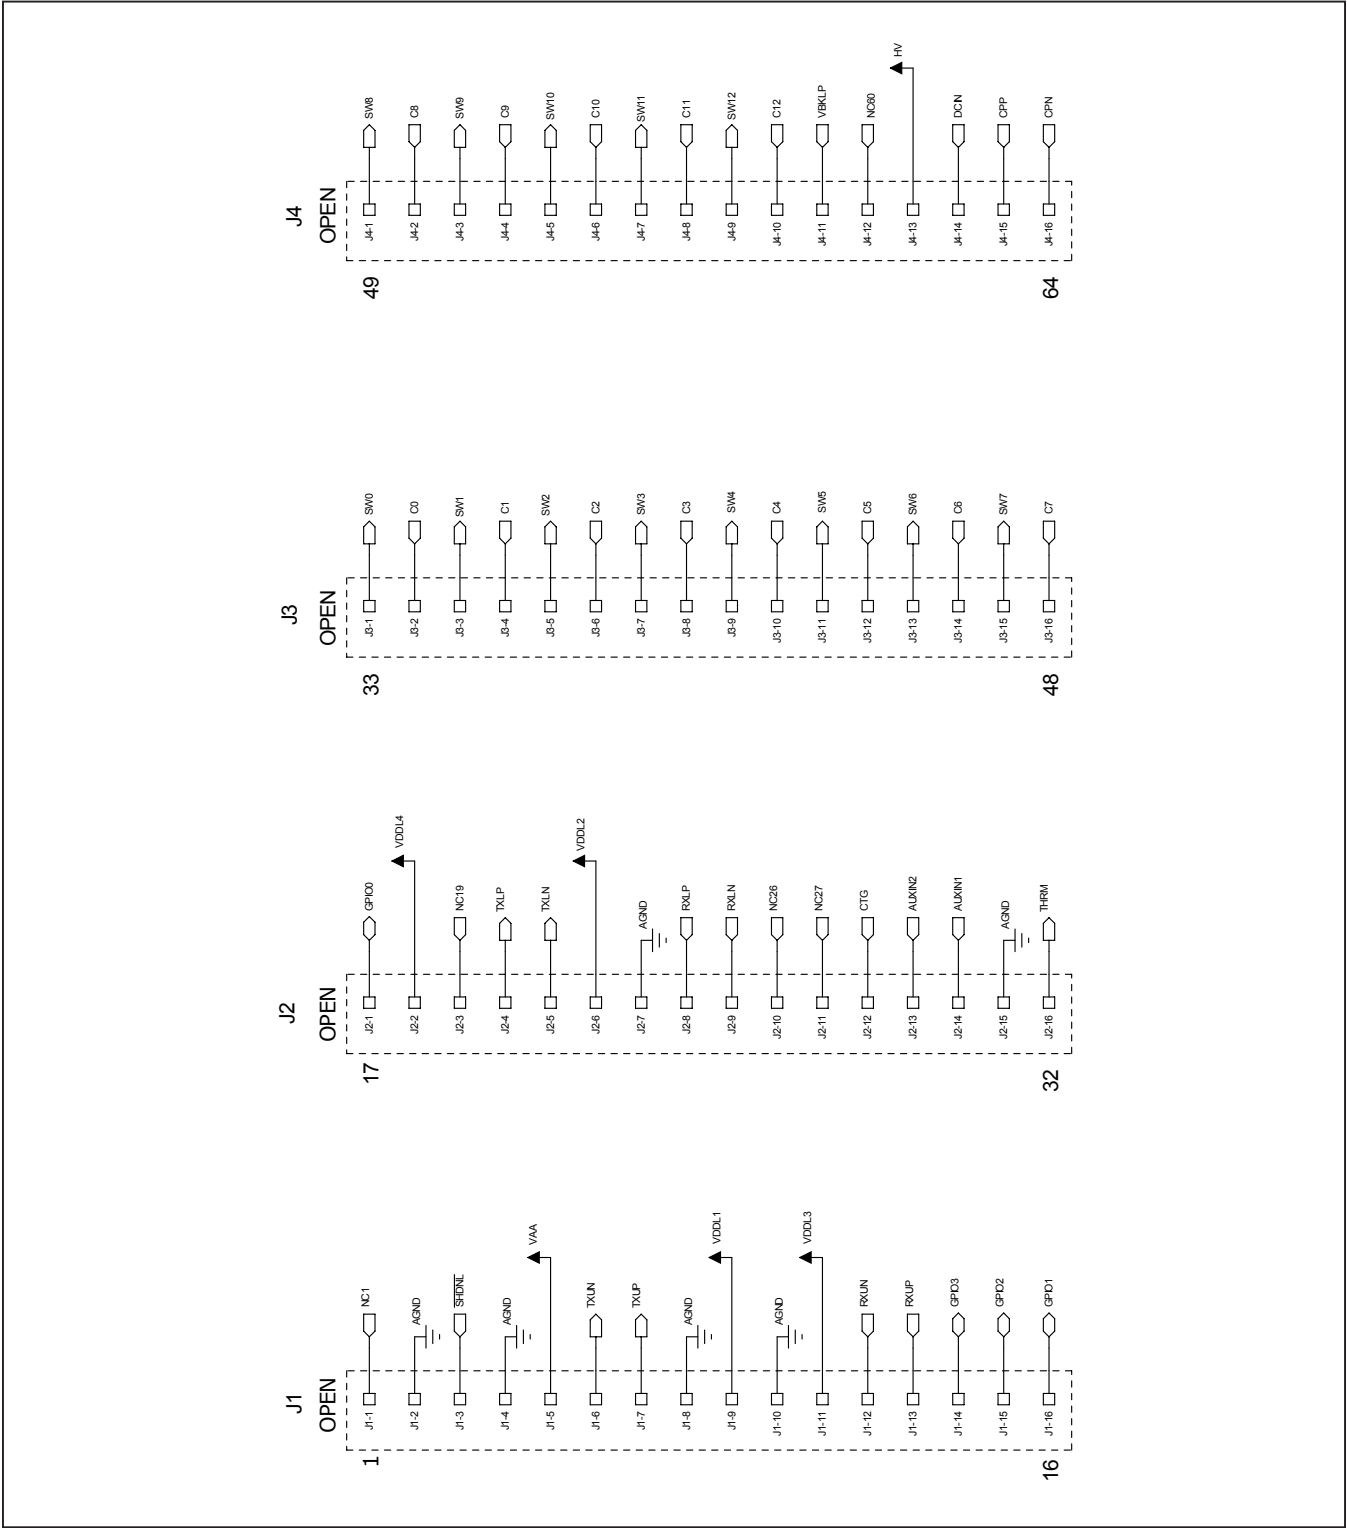 J1
OPEN
1
J1-1 NC1
J1-2 AGND
J1-3 SHDNL
J1-4 AGND
J1-5 VAA
J1-6 TXUN
J1-7 TXUP
J1-8 AGND
J1-9 VDDL1
J1-10 AGND
J1-11 VDDL3
J1-12 RXUN
J1-13 RXUP
J1-14 GPIO3
J1-15 GPIO2
J1-16 GPIO1
16
J2
OPEN
17
J2-1 GPIO0
J2-2 VDDL4
J2-3 NC19
J2-4 TXLP
J2-5 TXLN
J2-6 VDDL2
J2-7 AGND
J2-8 RXLP
J2-9 RXLN
J2-10 NC26
J2-11 NC27
J2-12 CTG
J2-13 AUXIN2
J2-14 AUXIN1
J2-15 AGND
J2-16 THRM
32
J3
OPEN
33
J3-1 SW0
J3-2 C0
J3-3 SW1
J3-4 C1
J3-5 SW2
J3-6 C2
J3-7 SW3
J3-8 C3
J3-9 SW4
J3-10 C4
J3-11 SW5
J3-12 C5
J3-13 SW6
J3-14 C6
J3-15 SW7
J3-16 C7
48
J4
OPEN
49
J4-1 SW8
J4-2 C8
J4-3 SW9
J4-4 C9
J4-5 SW10
J4-6 C10
J4-7 SW11
J4-8 C11
J4-9 SW12
J4-10 C12
J4-11 VBKLP
J4-12 NC60
J4-13 HV
J4-14 DCIN
J4-15 CPP
J4-16 CPN
64